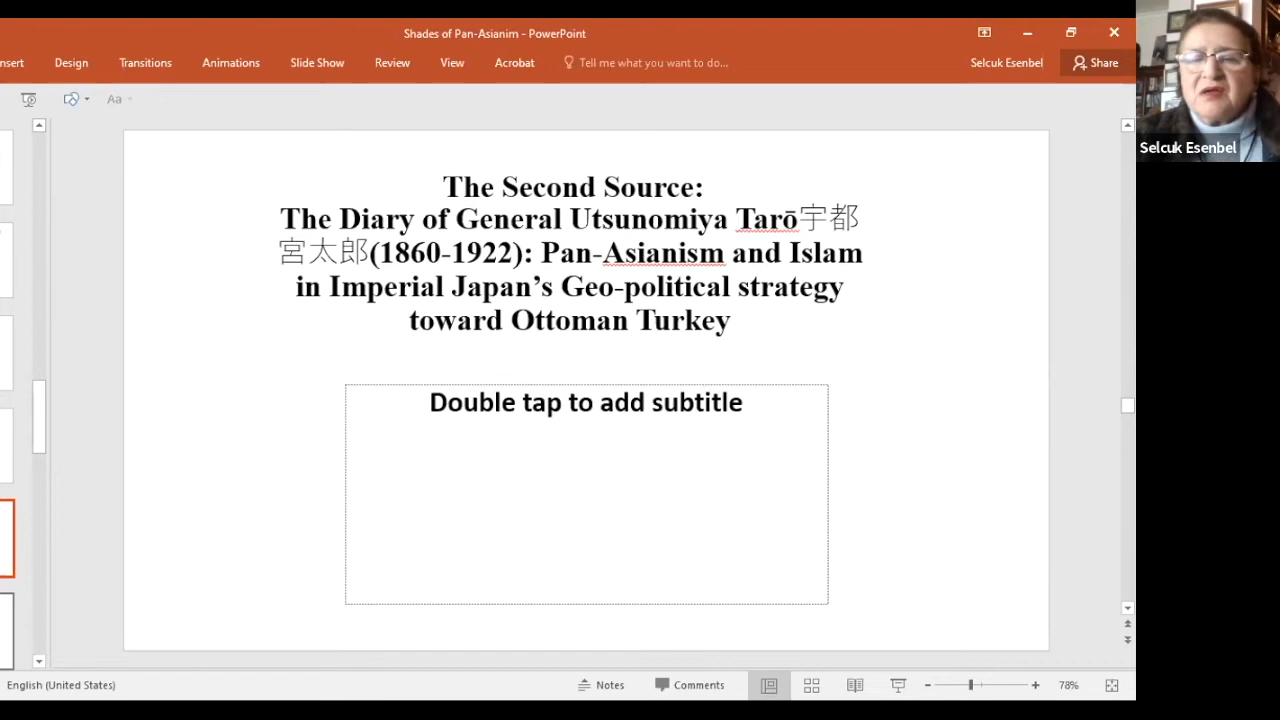 Shades of Pan-Asianim - PowerPoint
nsert Design Transitions Animations Slide Show Review View Acrobat Tell me what you want to do... Selcuk Esenbel Share
Aa
Selcuk Esenbel
The Second Source:
The Diary of General Utsunomiya Tarō宇都
宮太郎(1860-1922): Pan-Asianism and Islam
in Imperial Japan’s Geo-political strategy
toward Ottoman Turkey
Double tap to add subtitle
English (United States) Notes Comments 78%